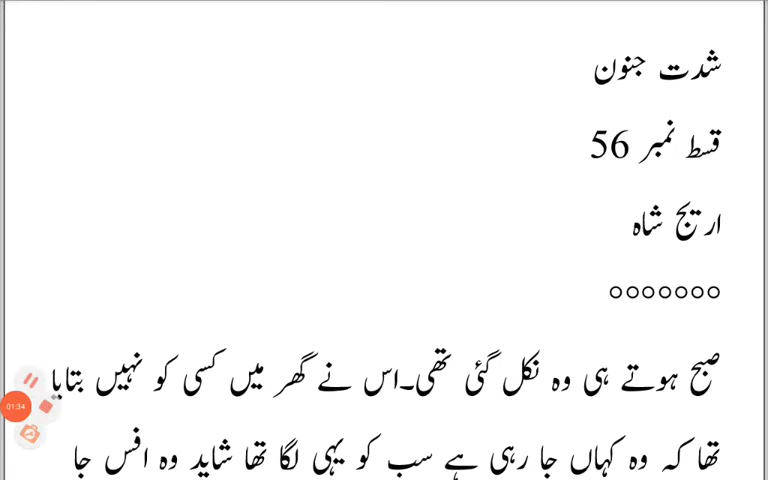 شدت جنون
قسط نمبر 56
اریج شاہ
○○○○○○○
صبح ہوتے ہی وہ نکل گئی تھی۔اس نے گھر میں کسی کو نہیں بتایا
تھا کہ وہ کہاں جا رہی ہے سب کو یہی لگا تھا شاید وہ افس جا
01:34